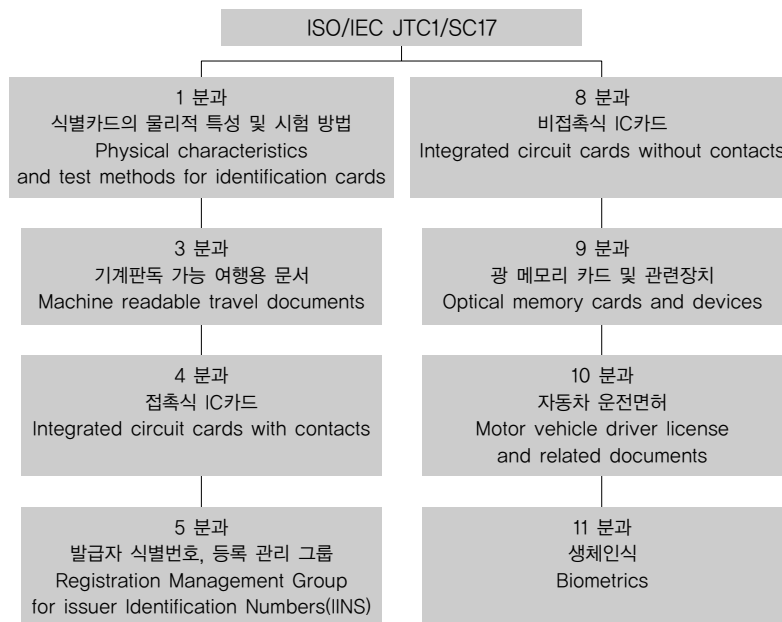 ISO/IEC JTC1/SC17
1 분과
식별카드의 물리적 특성 및 시험 방법
Physical characteristics
and test methods for identification cards
3 분과
기계판독 가능 여행용 문서
Machine readable travel documents
4 분과
접촉식 IC카드
Integrated circuit cards with contacts
5 분과
발급자 식별번호, 등록 관리 그룹
Registration Management Group
for issuer Identification Numbers(IINS)
8 분과
비접촉식 IC카드
Integrated circuit cards without contacts
9 분과
광 메모리 카드 및 관련장치
Optical memory cards and devices
10 분과
자동차 운전면허
Motor vehicle driver license
and related documents
11 분과
생체인식
Biometrics